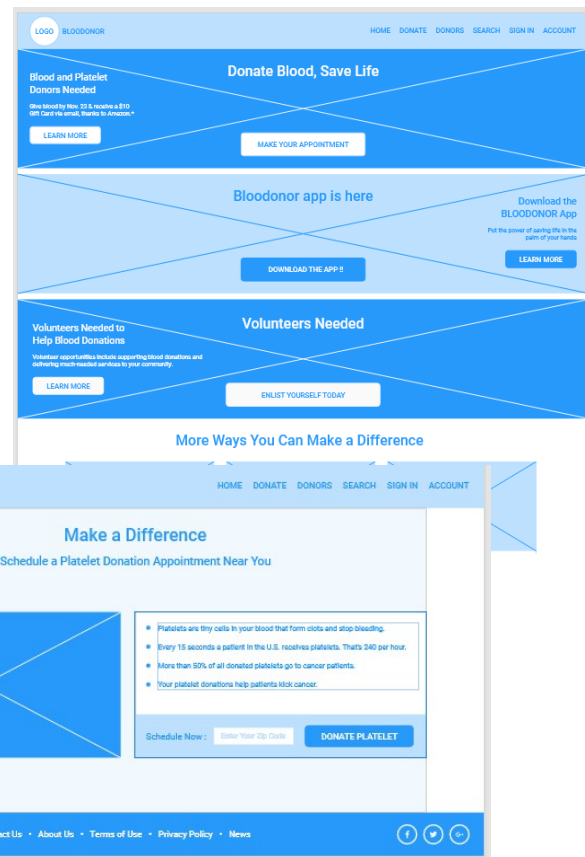 LOGO BLOODONOR HOME DONATE DONORS SEARCH SIGN IN ACCOUNT
Donate Blood, Save Life
Blood and Platelet
Donors Needed
Give blood by Nov. 23 & receive a $10
Gift Card via email, thanks to Amazon.*
LEARN MORE
MAKE YOUR APPOINTMENT
Bloodonor app is here
Download the
BLOODONOR App
Put the power of saving life in the
palm of your hands
LEARN MORE
DOWNLOAD THE APP !!
Volunteers Needed
Volunteers Needed to
Help Blood Donations
Volunteer opportunities include supporting blood donations and
delivering much-needed services to your community.
LEARN MORE
ENLIST YOURSELF TODAY
More Ways You Can Make a Difference
HOME DONATE DONORS SEARCH SIGN IN ACCOUNT
Make a Difference
Schedule a Platelet Donation Appointment Near You
Platelets are tiny cells in your blood that form clots and stop bleeding.
Every 15 seconds a patient in the U.S. receives platelets. That's 240 per hour.
More than 50% of all donated platelets go to cancer patients.
Your platelet donations help patients kick cancer.
Schedule Now : Enter Your Zip Code DONATE PLATELET
act Us • About Us • Terms of Use • Privacy Policy • News